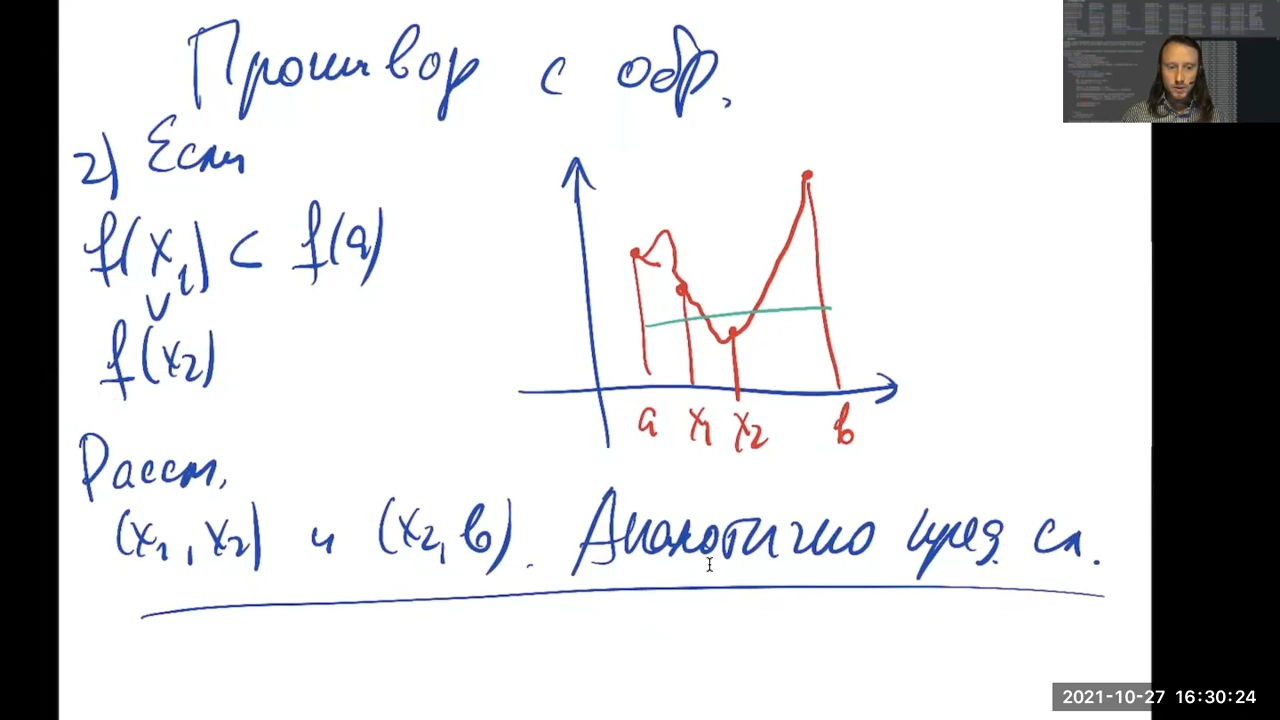 Противор с обр.
2) Если
f(x₁) < f(a)
∨
f(x₂)
a x₁ x₂ b
Рассм.
(x₁, x₂) и (x₂, b). Аналогично пред. сл.
2021-10-27 16:30:24